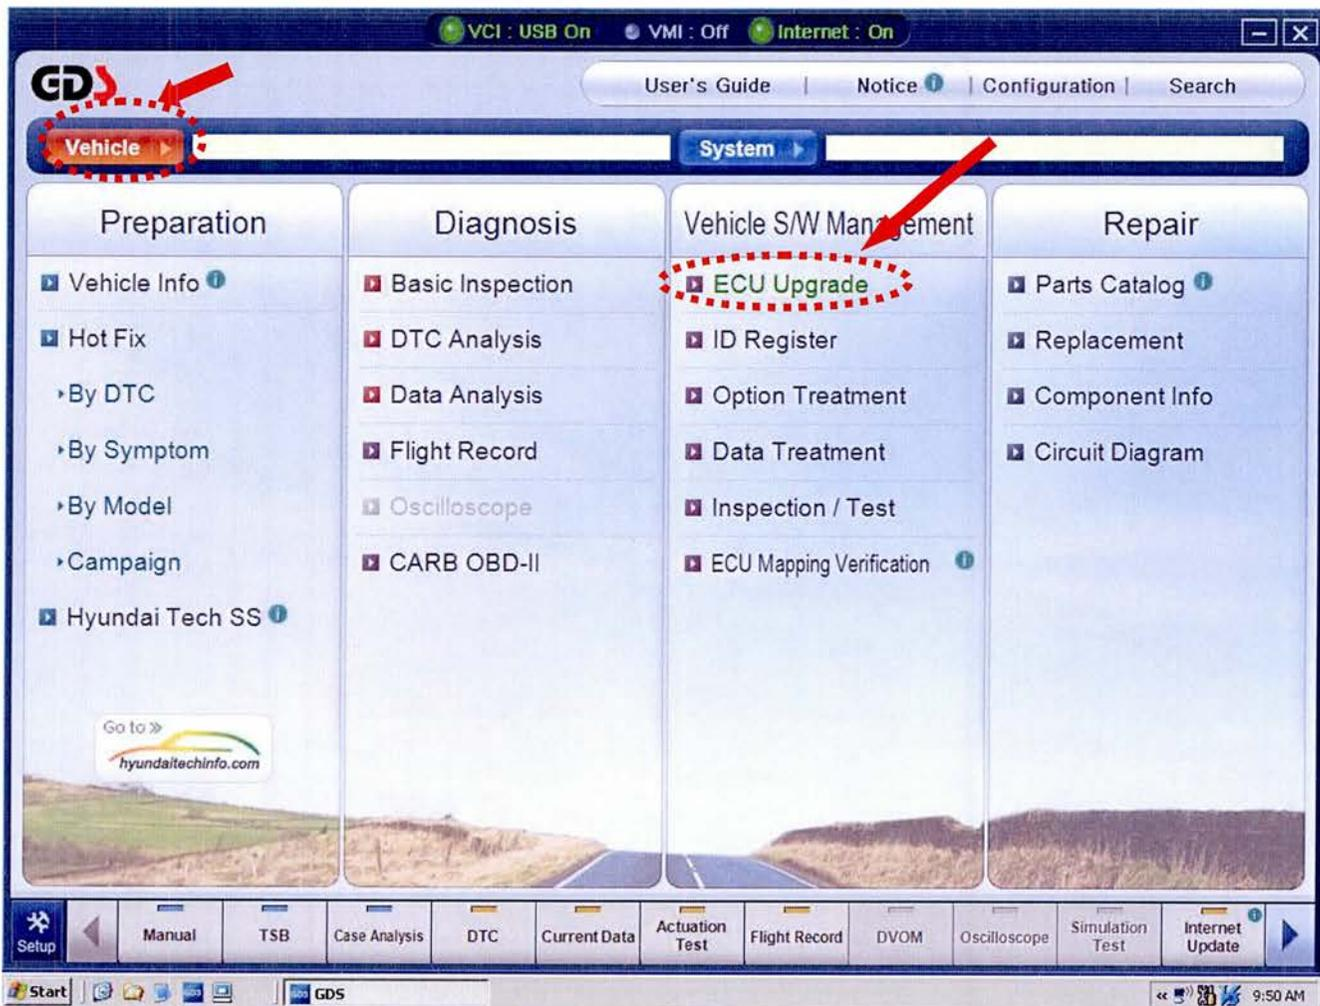 VCI : USB On VMI : Off Internet : On
GDS
User's Guide | Notice | Configuration | Search
Vehicle System
Preparation
Vehicle Info
Hot Fix
By DTC
By Symptom
By Model
Campaign
Hyundai Tech SS
Go to »
hyundaitechinfo.com
Diagnosis
Basic Inspection
DTC Analysis
Data Analysis
Flight Record
Oscilloscope
CARB OBD-II
Vehicle S/W Management
ECU Upgrade
ID Register
Option Treatment
Data Treatment
Inspection / Test
ECU Mapping Verification
Repair
Parts Catalog
Replacement
Component Info
Circuit Diagram
Setup
Manual
TSB
Case Analysis
DTC
Current Data
Actuation
Test
Flight Record
DVOM
Oscilloscope
Simulation
Test
Internet
Update
Start GDS 9:50 AM